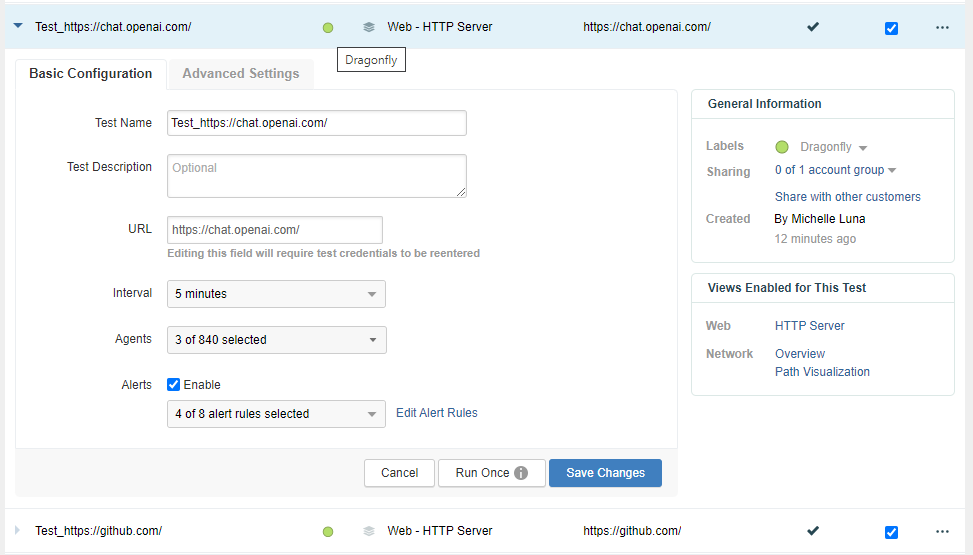 Test_https://chat.openai.com/ Web - HTTP Server https://chat.openai.com/
Dragonfly
Basic Configuration Advanced Settings
Test Name Test_https://chat.openai.com/
Test Description Optional
URL https://chat.openai.com/
Editing this field will require test credentials to be reentered
Interval 5 minutes
Agents 3 of 840 selected
Alerts Enable
4 of 8 alert rules selected Edit Alert Rules
Cancel Run Once Save Changes
General Information
Labels Dragonfly
Sharing 0 of 1 account group
Share with other customers
Created By Michelle Luna
12 minutes ago
Views Enabled for This Test
Web HTTP Server
Network Overview
Path Visualization
Test_https://github.com/ Web - HTTP Server https://github.com/